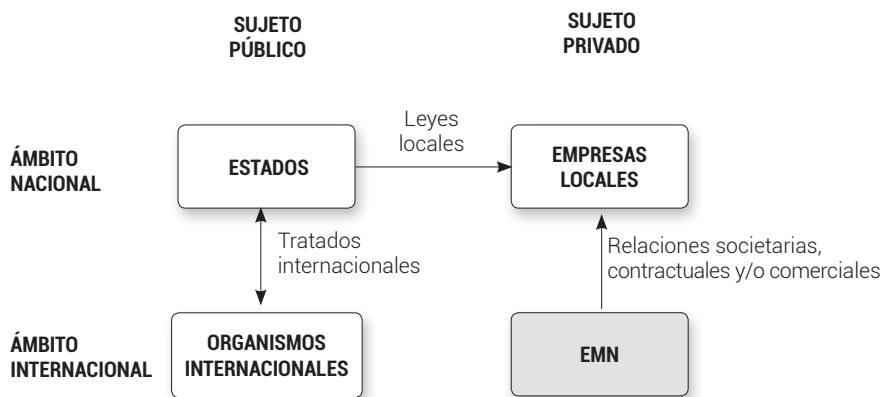 SUJETO
PÚBLICO
SUJETO
PRIVADO
ÁMBITO
NACIONAL
ESTADOS
Leyes
locales
EMPRESAS
LOCALES
Tratados
internacionales
Relaciones societarias,
contractuales y/o comerciales
ÁMBITO
INTERNACIONAL
ORGANISMOS
INTERNACIONALES
EMN